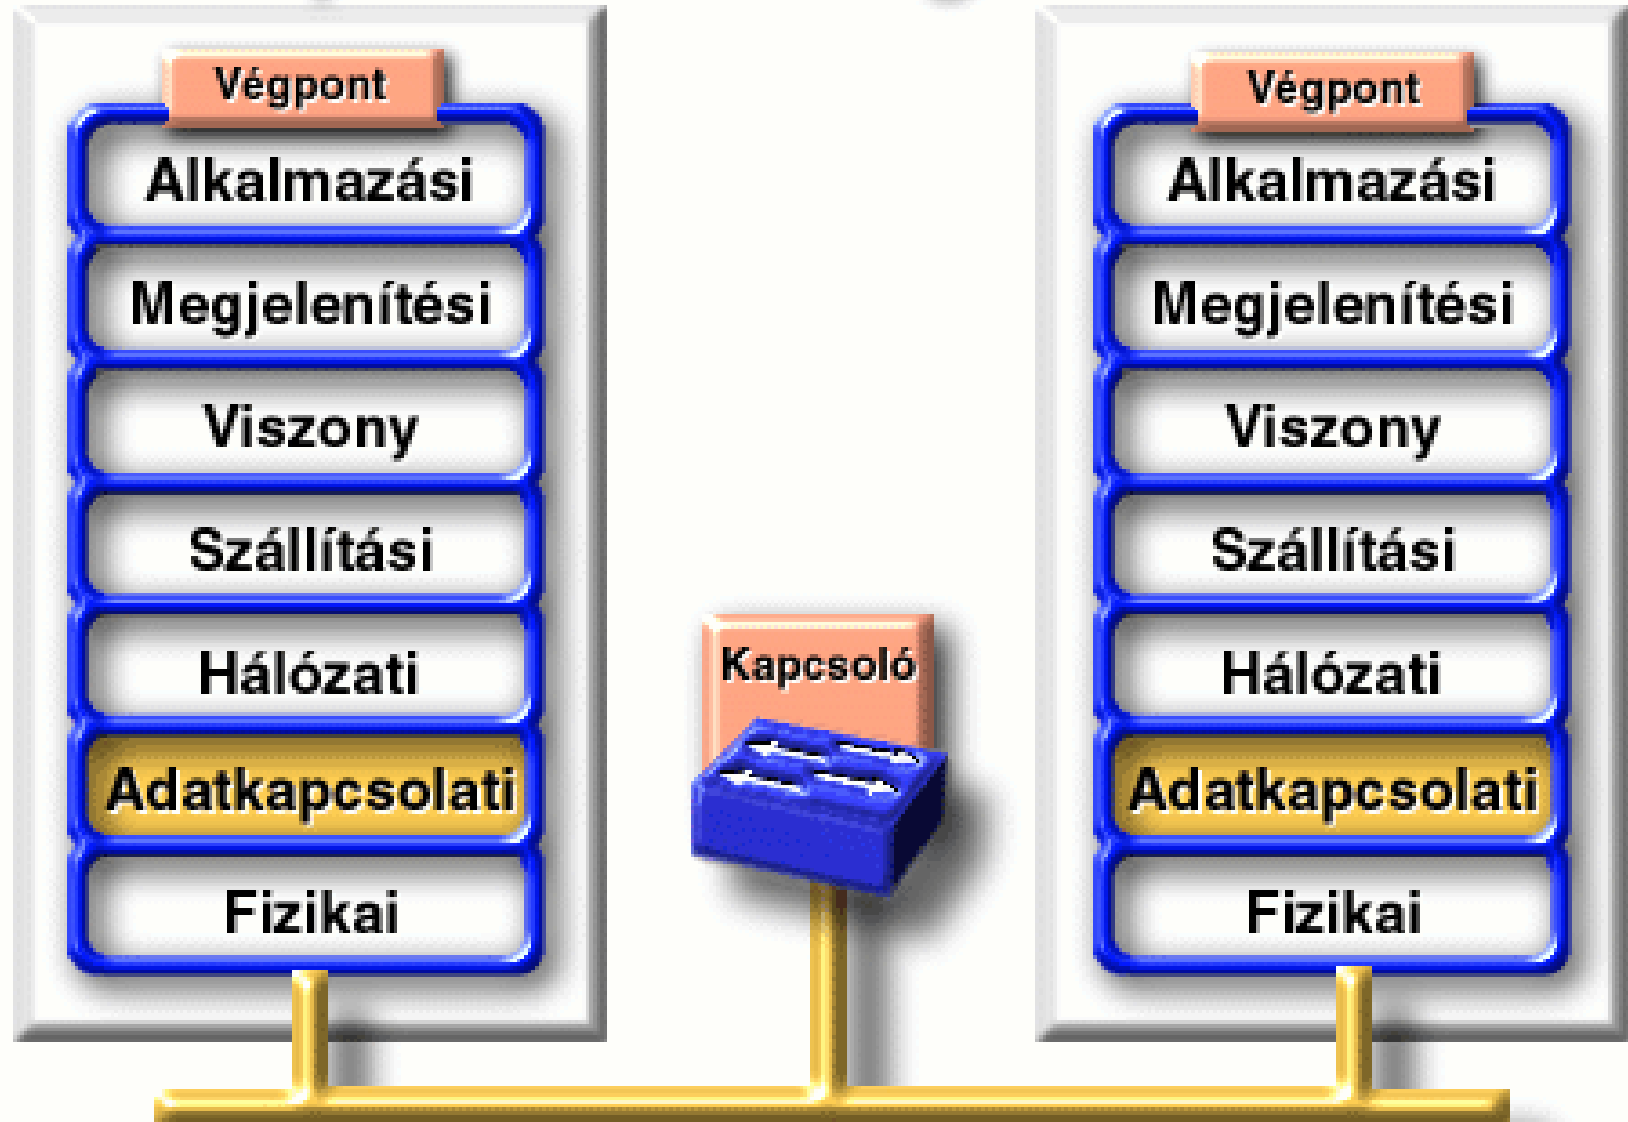 Végpont
Alkalmazási
Megjelenítési
Viszony
Szállítási
Hálózati
Adatkapcsolati
Fizikai
Kapcsoló
Végpont
Alkalmazási
Megjelenítési
Viszony
Szállítási
Hálózati
Adatkapcsolati
Fizikai